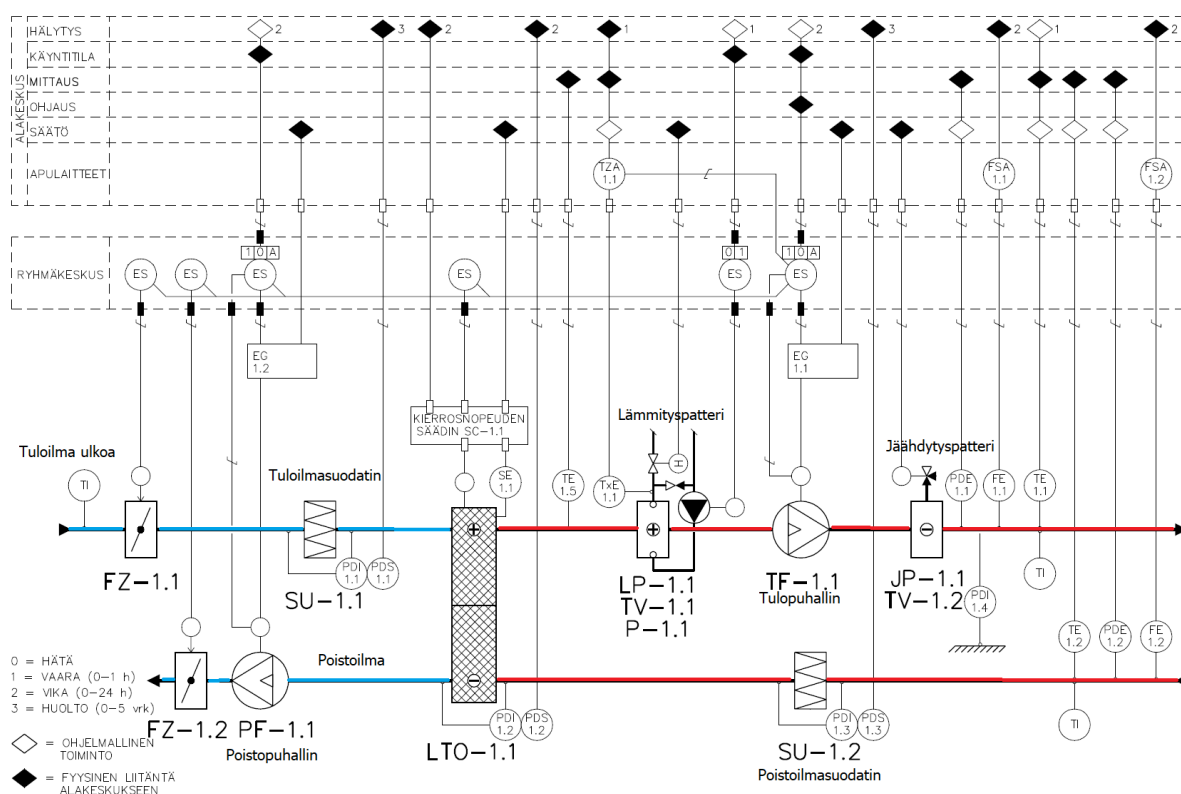 HÄLYTYS
2
3
2
2
1
1
2
3
2
1
2
KÄYNTITILA
MITTAUS
OHJAUS
SÄÄTÖ
APULAITTEET
ALAKESKUS
TZA 1.1
FSA 1.1
FSA 1.2
RYHMÄKESKUS
1 0 A
0 1
1 0 A
ES
ES
ES
ES
ES
ES
EG 1.2
EG 1.1
KIERROSNOPEUDEN
SÄÄDIN SC-1.1
Lämmityspatteri
Tuloilma ulkoa
Tuloilmasuodatin
Jäähdytyspatteri
TI
SE 1.1
TE 1.5
TxE 1.1
H
PDE 1.1
FE 1.1
TE 1.1
FZ-1.1
SU-1.1
PDI 1.1
PDS 1.1
LP-1.1
TV-1.1
P-1.1
TF-1.1
Tulopuhallin
JP-1.1
TV-1.2
PDI 1.4
TI
TE 1.2
PDE 1.2
FE 1.2
Poistoilma
0 = HÄTÄ
1 = VAARA (0-1 h)
2 = VIKA (0-24 h)
3 = HUOLTO (0-5 vrk)
FZ-1.2
PF-1.1
Poistopuhallin
LTO-1.1
PDI 1.2
PDS 1.2
SU-1.2
Poistoilmasuodatin
PDI 1.3
PDS 1.3
TI
= OHJELMALLINEN
TOIMINTO
= FYYSINEN LIITÄNTÄ
ALAKESKUKSEEN